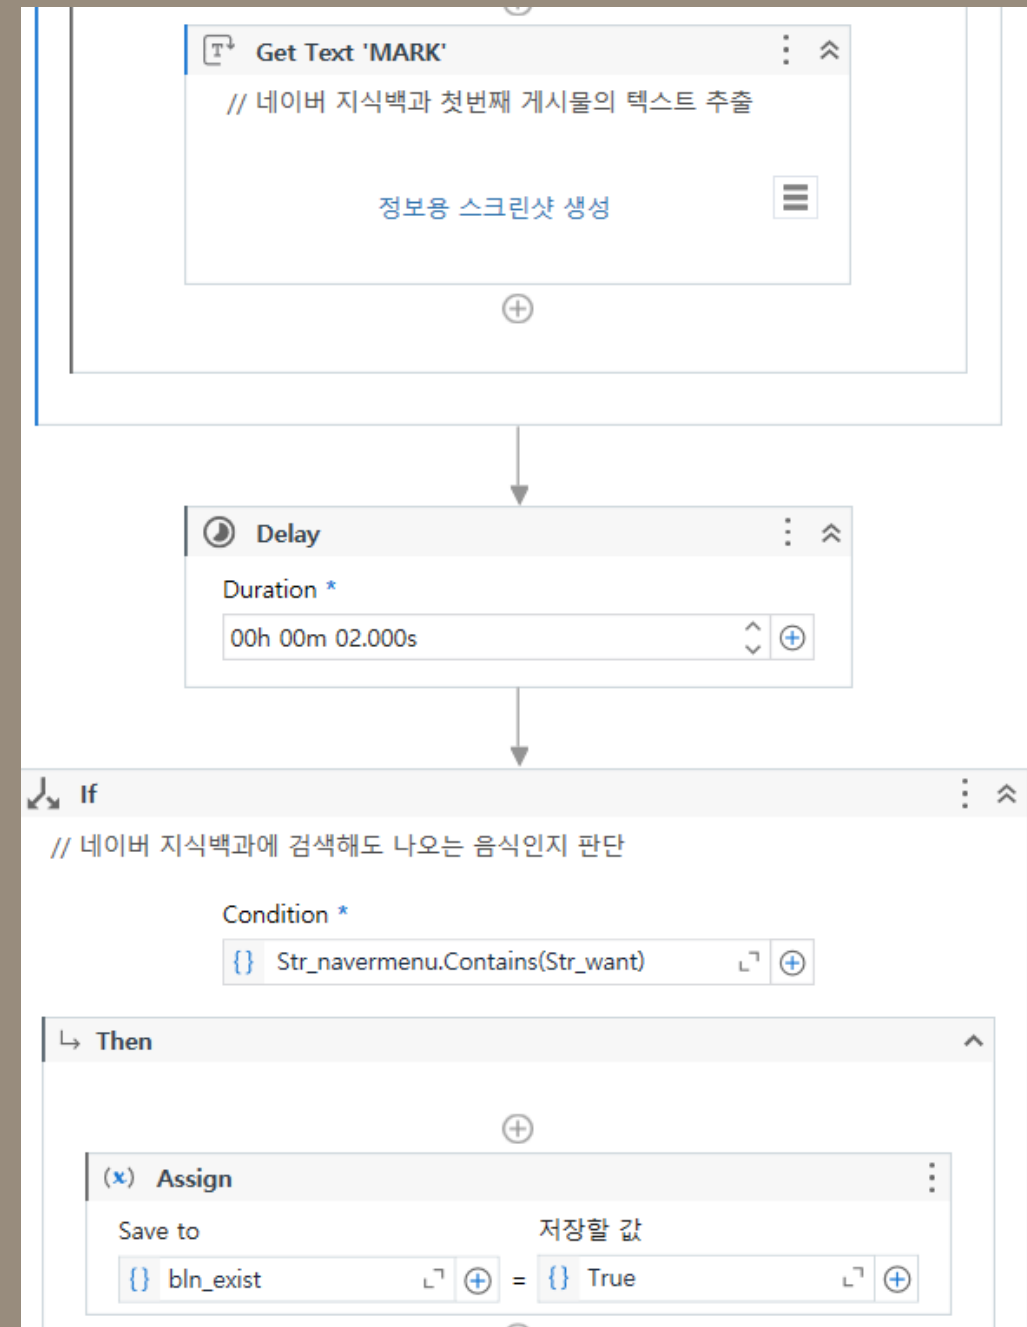 Get Text 'MARK'
// 네이버 지식백과 첫번째 게시물의 텍스트 추출
정보용 스크린샷 생성
Delay
Duration *
00h 00m 02.000s
If
// 네이버 지식백과에 검색해도 나오는 음식인지 판단
Condition *
{} Str_navermenu.Contains(Str_want)
Then
(x) Assign
Save to 저장할 값
{} bln_exist = {} True